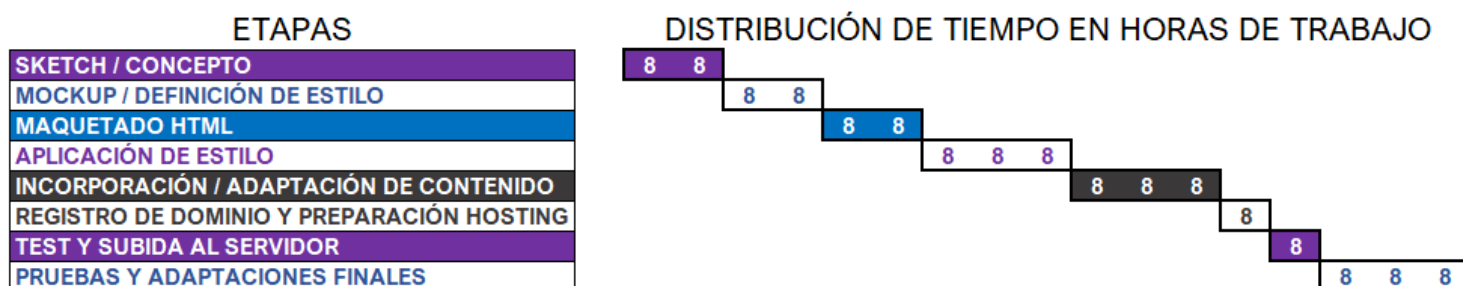 ETAPAS DISTRIBUCIÓN DE TIEMPO EN HORAS DE TRABAJO
SKETCH / CONCEPTO 8 8
MOCKUP / DEFINICIÓN DE ESTILO 8 8
MAQUETADO HTML 8 8
APLICACIÓN DE ESTILO 8 8 8
INCORPORACIÓN / ADAPTACIÓN DE CONTENIDO 8 8 8
REGISTRO DE DOMINIO Y PREPARACIÓN HOSTING 8
TEST Y SUBIDA AL SERVIDOR 8
PRUEBAS Y ADAPTACIONES FINALES 8 8 8